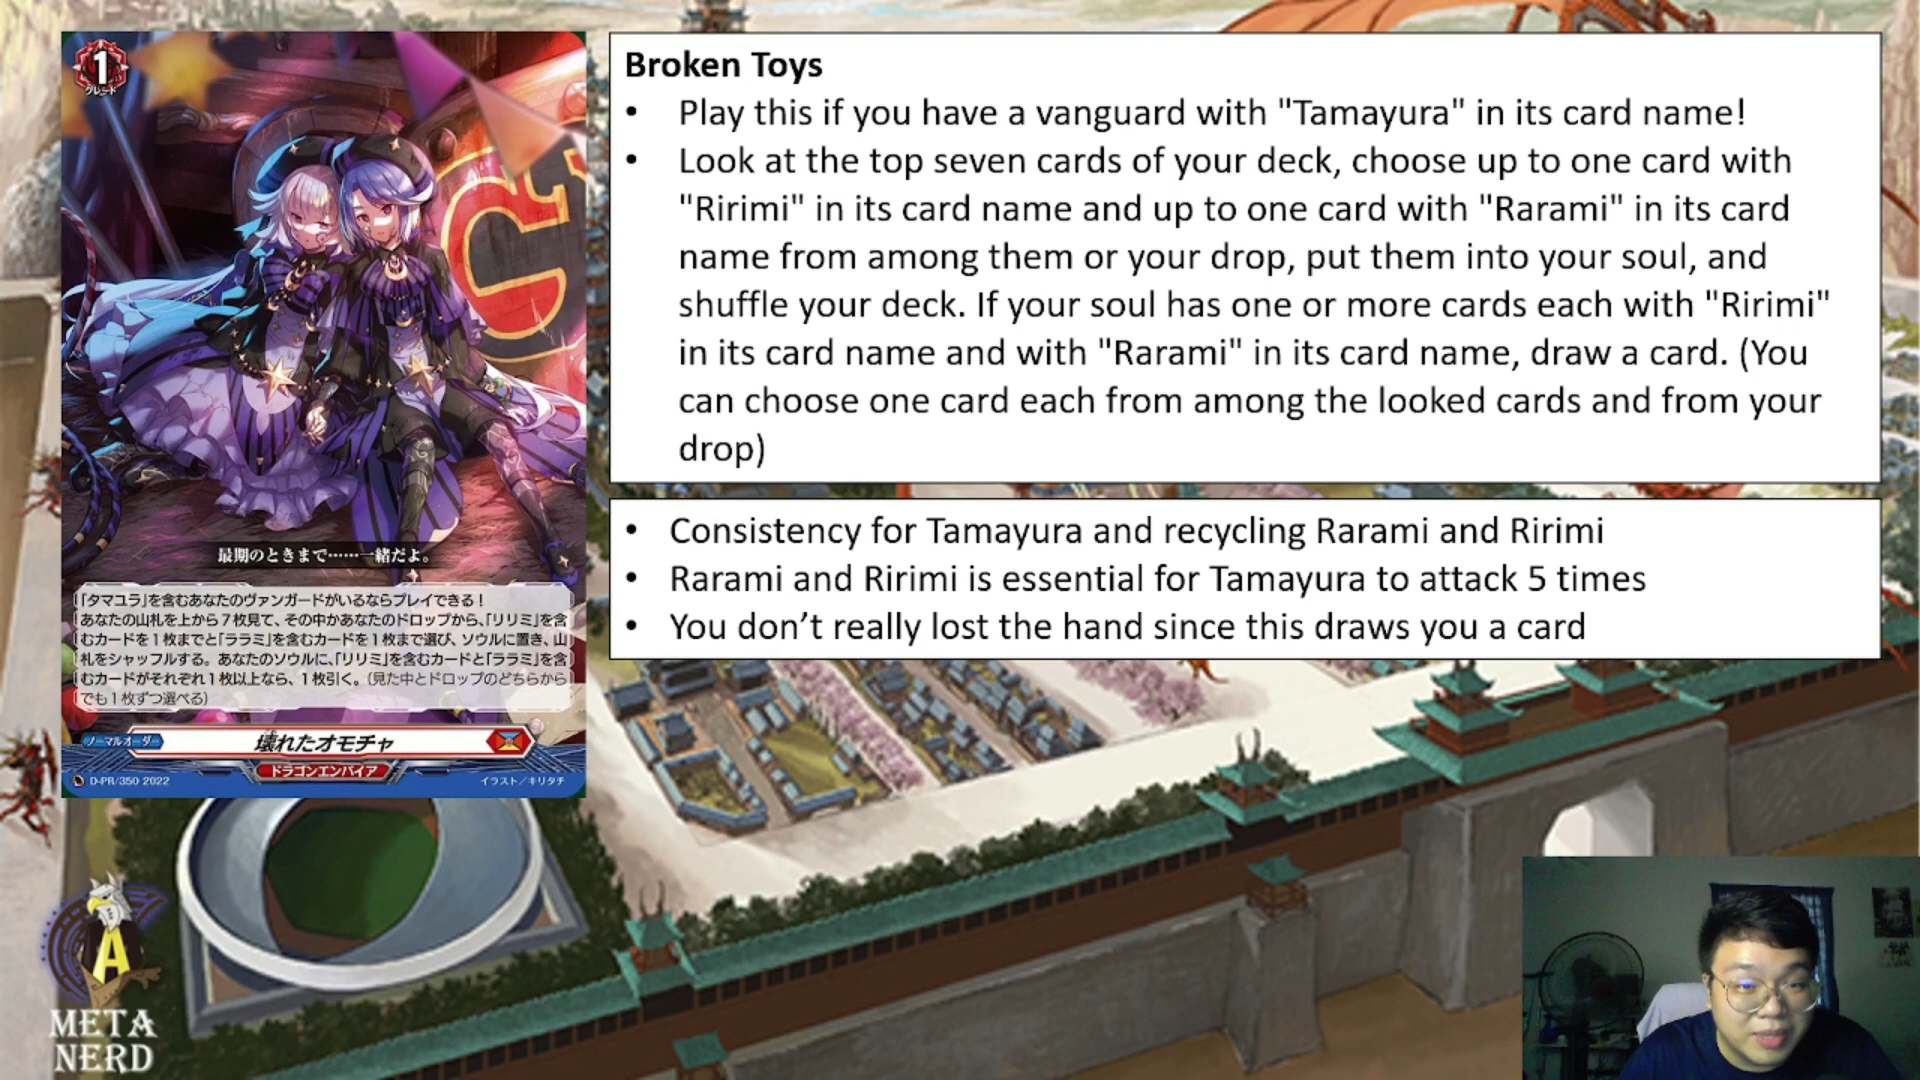 1
グレード
最期のときまで……一緒だよ。
「タマユラ」を含むあなたのヴァンガードがいるならプレイできる！
あなたの山札を上から７枚見て、その中かあなたのドロップから、「リリミ」を含
むカードを１枚までと「ララミ」を含むカードを１枚まで選び、ソウルに置き、山
札をシャッフルする。あなたのソウルに、「リリミ」を含むカードと「ララミ」を含
むカードがそれぞれ１枚以上なら、１枚引く。（見た中とドロップのどちらから
でも１枚ずつ選べる）
ノーマルオーダー
壊れたオモチャ
ドラゴンエンパイア
D-PR/350 2022
イラスト／キリタチ
Broken Toys
• Play this if you have a vanguard with "Tamayura" in its card name!
• Look at the top seven cards of your deck, choose up to one card with
"Ririmi" in its card name and up to one card with "Rarami" in its card
name from among them or your drop, put them into your soul, and
shuffle your deck. If your soul has one or more cards each with "Ririmi"
in its card name and with "Rarami" in its card name, draw a card. (You
can choose one card each from among the looked cards and from your
drop)
• Consistency for Tamayura and recycling Rarami and Ririmi
• Rarami and Ririmi is essential for Tamayura to attack 5 times
• You don’t really lost the hand since this draws you a card
A
META
NERD